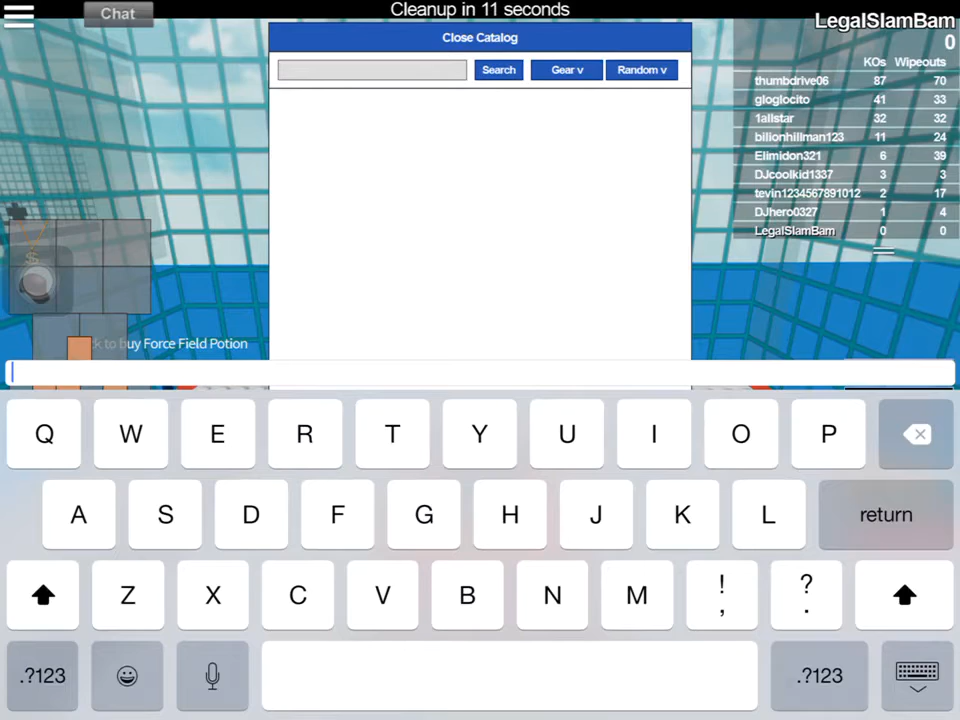 Cleanup in 11 seconds
Chat
LegalSlamBam
0
Close Catalog
KOs Wipeouts
Search Gear v Random v
thumbdrive06 87 70
gloglocito 41 33
1allstar 32 32
bilionhillman123 11 24
Elimidon321 6 39
DJcoolkid1337 3 3
tevin1234567891012 2 17
DJhero0327 1 4
LegalSlamBam 0 0
to buy Force Field Potion
Q W E R T Y U I O P
A S D F G H J K L return
Z X C V B N M ! , ? .
.?123 .?123